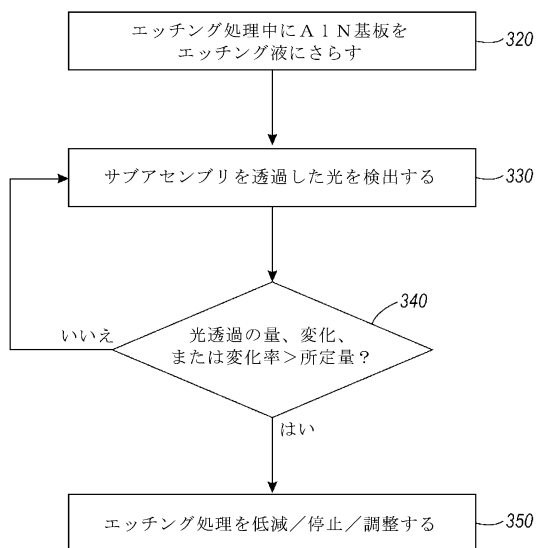 エッチング処理中にＡｌＮ基板を
エッチング液にさらす
320
サブアセンブリを透過した光を検出する
330
340
光透過の量、変化、
または変化率＞所定量？
いいえ
はい
エッチング処理を低減／停止／調整する
350